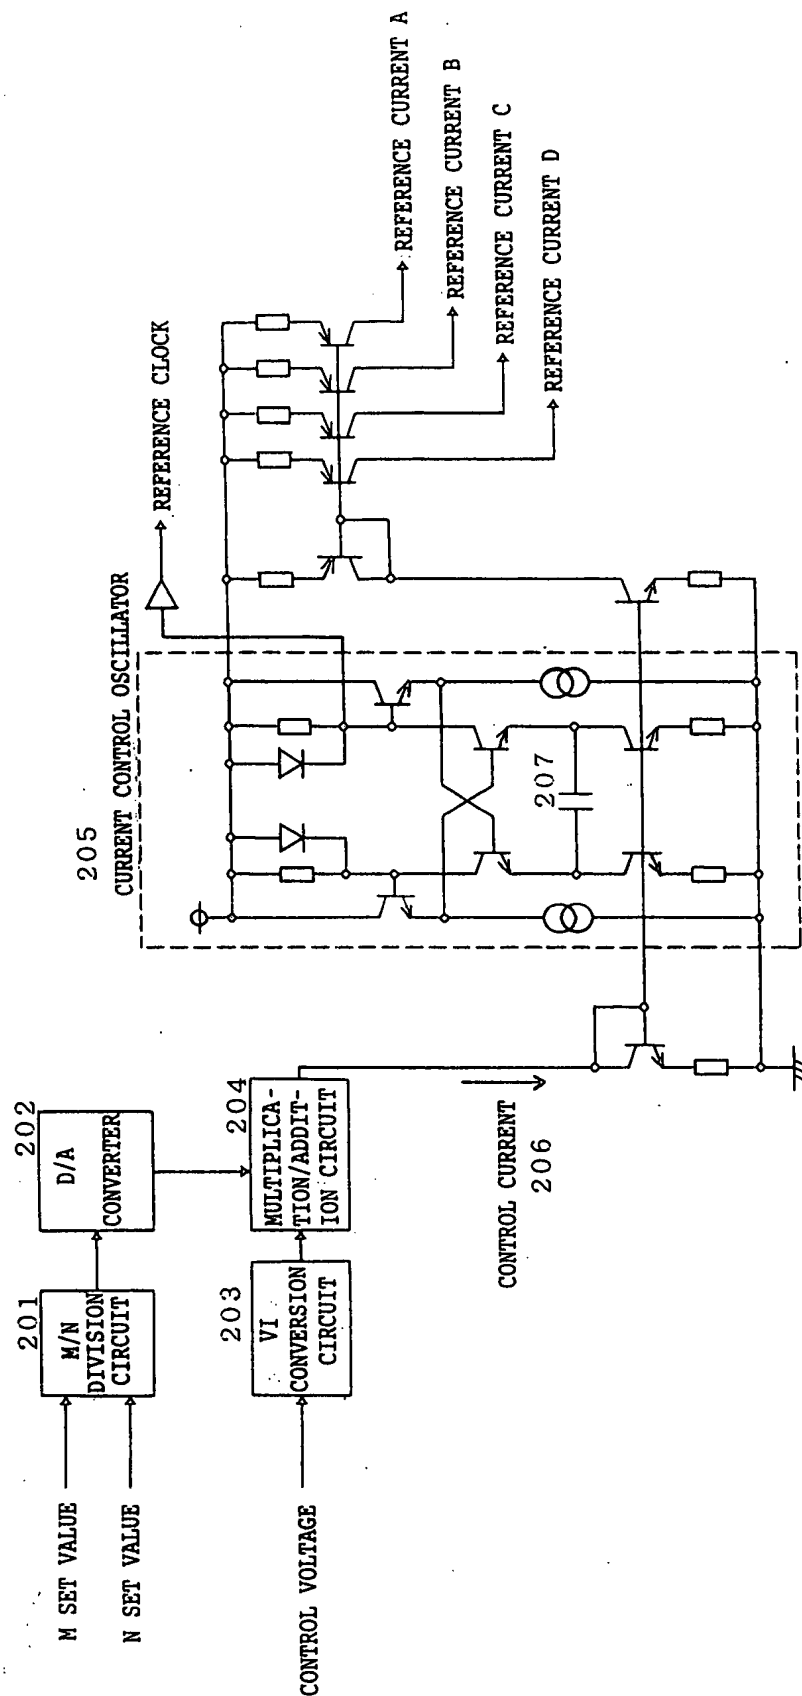 M SET VALUE
N SET VALUE
201
M/N
DIVISION
CIRCUIT
202
D/A
CONVERTER
CONTROL VOLTAGE
203
VI
CONVERSION
CIRCUIT
204
MULTIPLICA-
TION/ADDIT-
ION CIRCUIT
CONTROL CURRENT
206
205
CURRENT CONTROL OSCILLATOR
207
REFERENCE CLOCK
REFERENCE CURRENT A
REFERENCE CURRENT B
REFERENCE CURRENT C
REFERENCE CURRENT D